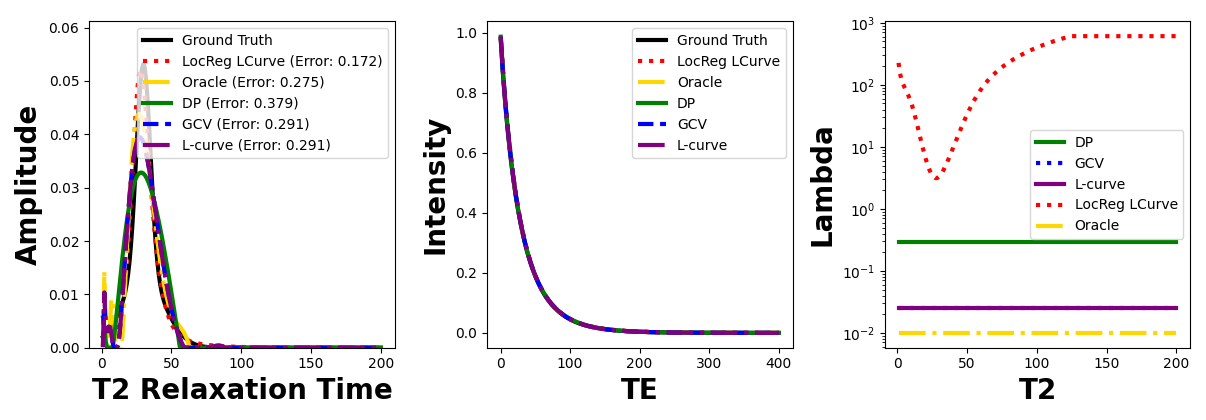 0.06
0.05
0.04
0.03
0.02
0.01
0.00
Amplitude
0
50
100
150
200
T2 Relaxation Time
Ground Truth
LocReg LCurve (Error: 0.172)
Oracle (Error: 0.275)
DP (Error: 0.379)
GCV (Error: 0.291)
L-curve (Error: 0.291)
1.0
0.8
0.6
0.4
0.2
0.0
Intensity
0
100
200
300
400
TE
Ground Truth
LocReg LCurve
Oracle
DP
GCV
L-curve
10³
10²
10¹
10⁰
10⁻¹
10⁻²
Lambda
0
50
100
150
200
T2
DP
GCV
L-curve
LocReg LCurve
Oracle